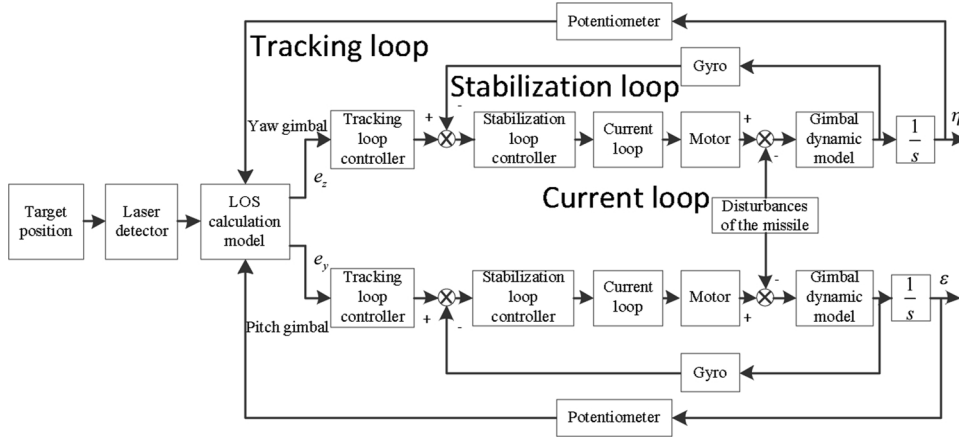 Potentiometer
Tracking loop
Gyro
Stabilization loop
-
Yaw gimbal
+
Tracking
loop
controller
Stabilization
loop
controller
Current
loop
Motor
+
-
Gimbal
dynamic
model
1
s
η
e_z
Target
position
Laser
detector
LOS
calculation
model
Current loop
Disturbances
of the missile
e_y
Pitch gimbal
Tracking
loop
controller
+
-
Stabilization
loop
controller
Current
loop
Motor
+
-
Gimbal
dynamic
model
1
s
ε
Gyro
Potentiometer